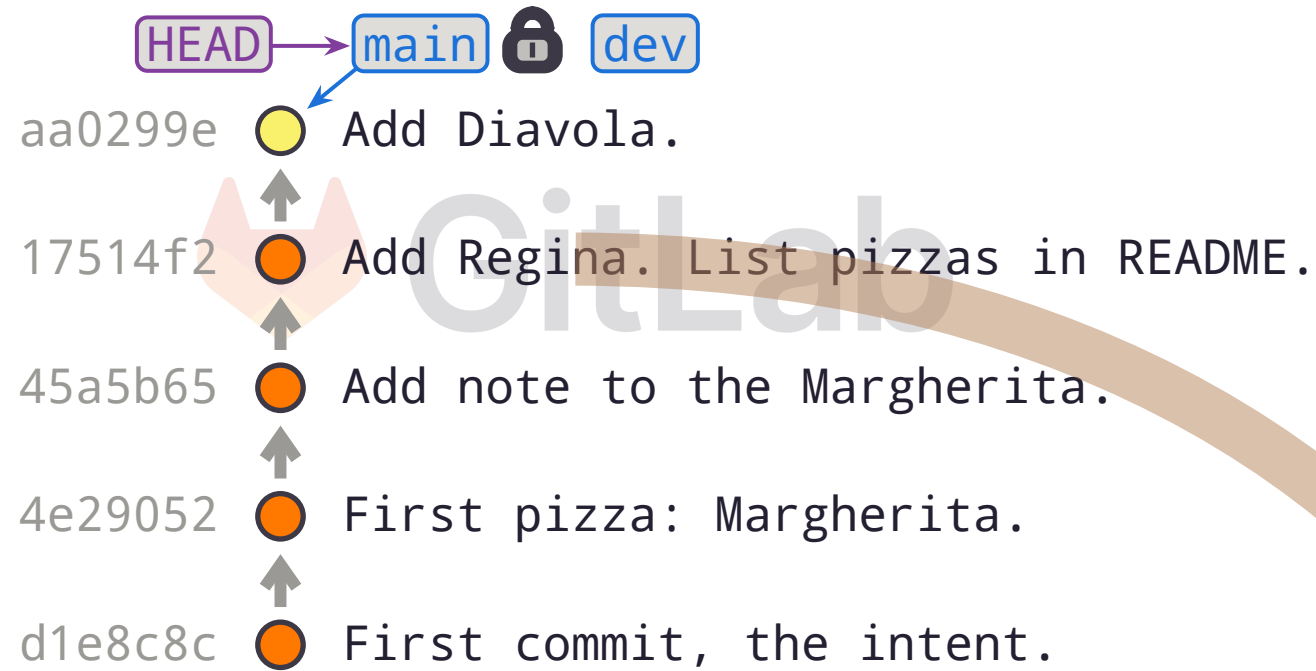 HEAD main dev
aa0299e Add Diavola.
GitLab
17514f2 Add Regina. List pizzas in README.
45a5b65 Add note to the Margherita.
4e29052 First pizza: Margherita.
d1e8c8c First commit, the intent.